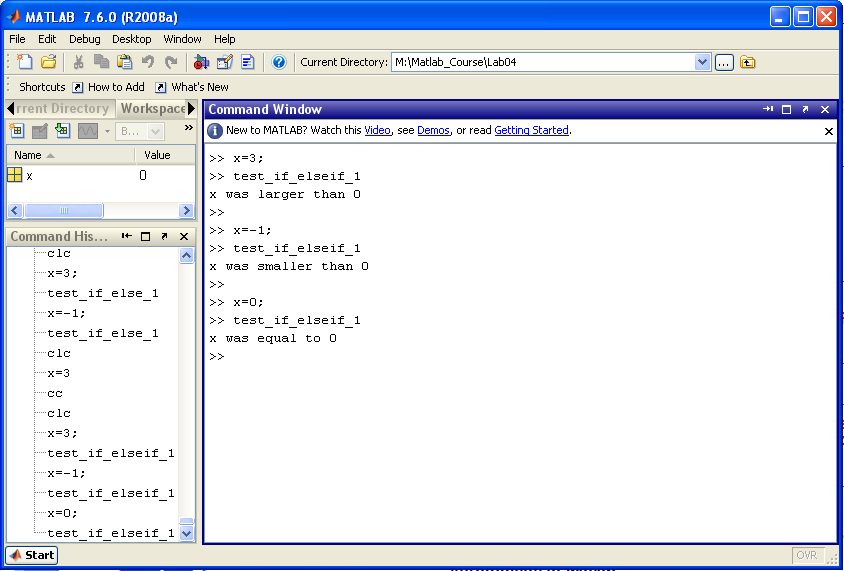 MATLAB 7.6.0 (R2008a)
File Edit Debug Desktop Window Help
Current Directory: M:\Matlab_Course\Lab04
Shortcuts How to Add What's New
rrent Directory Workspace
B...
Name Value
x 0
Command His...
clc
x=3;
test_if_else_1
x=-1;
test_if_else_1
clc
x=3
cc
clc
x=3;
test_if_elseif_1
x=-1;
test_if_elseif_1
x=0;
test_if_elseif_1
Command Window
New to MATLAB? Watch this Video, see Demos, or read Getting Started.
>> x=3;
>> test_if_elseif_1
x was larger than 0
>>
>> x=-1;
>> test_if_elseif_1
x was smaller than 0
>>
>> x=0;
>> test_if_elseif_1
x was equal to 0
>>
Start
OVR